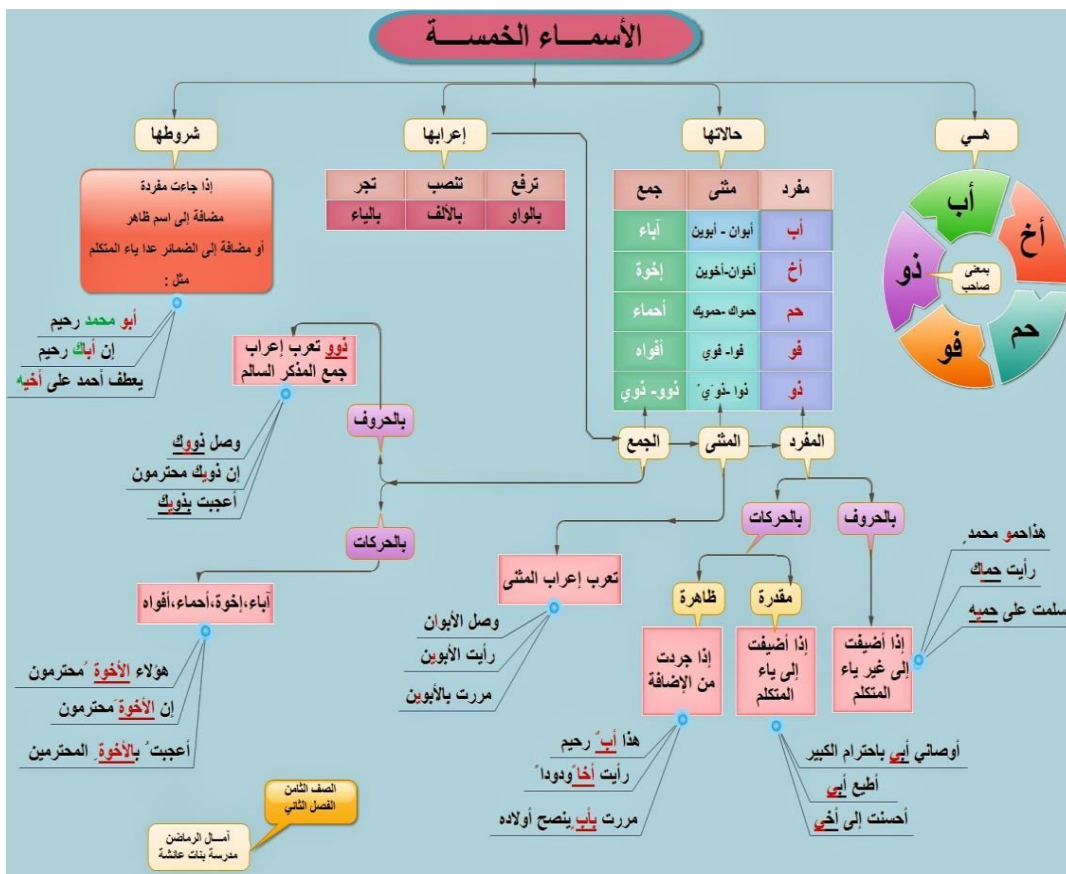 الأسمـــاء الخمســـة
هـي
حالاتها
إعرابها
شروطها
أب
أخ
حم
فو
ذو
بمعنى
صاحب
مفرد مثنى جمع
أب أبوان - أبوين آباء
أخ أخوان-أخوين إخوة
حم حمواك -حمويك أحماء
فو فوا- فوي أفواه
ذو ذوا -ذوَيْ ذوو- ذوي
ترفع تنصب تجر
بالواو بالألف بالياء
إذا جاءت مفردة
مضافة إلى اسم ظاهر
أو مضافة إلى الضمائر عدا ياء المتكلم
مثل :
أبو محمد رحيم
إن أباك رحيم
يعطف أحمد على أخيه
المفرد
المثنى
الجمع
بالحروف
إذا أضيفت
إلى غير ياء
المتكلم
هذاحمو محمدٍ
رأيت حماك
سلمت على حميه
بالحركات
مقدرة
إذا أضيفت
إلى ياء
المتكلم
أوصاني أبي باحترام الكبير
أطيع أبي
أحسنت إلى أخي
ظاهرة
إذا جردت
من الإضافة
هذا أبٌ رحيم
رأيت أخاً ودوداً
مررت بأبٍ ينصح أولاده
تعرب إعراب المثنى
وصل الأبوان
رأيت الأبوين
مررت بالأبوين
بالحروف
ذوو تعرب إعراب
جمع المذكر السالم
وصل ذووك
إن ذويك محترمون
أعجبت بذويك
بالحركات
آباء،إخوة،أحماء،أفواه
هؤلاء الأخوةُ محترمون
إن الأخوةَ محترمون
أعجبتُ بالأخوةِ المحترمين
الصف الثامن
الفصل الثاني
آمـال الرماضن
مدرسة بنات عائشة